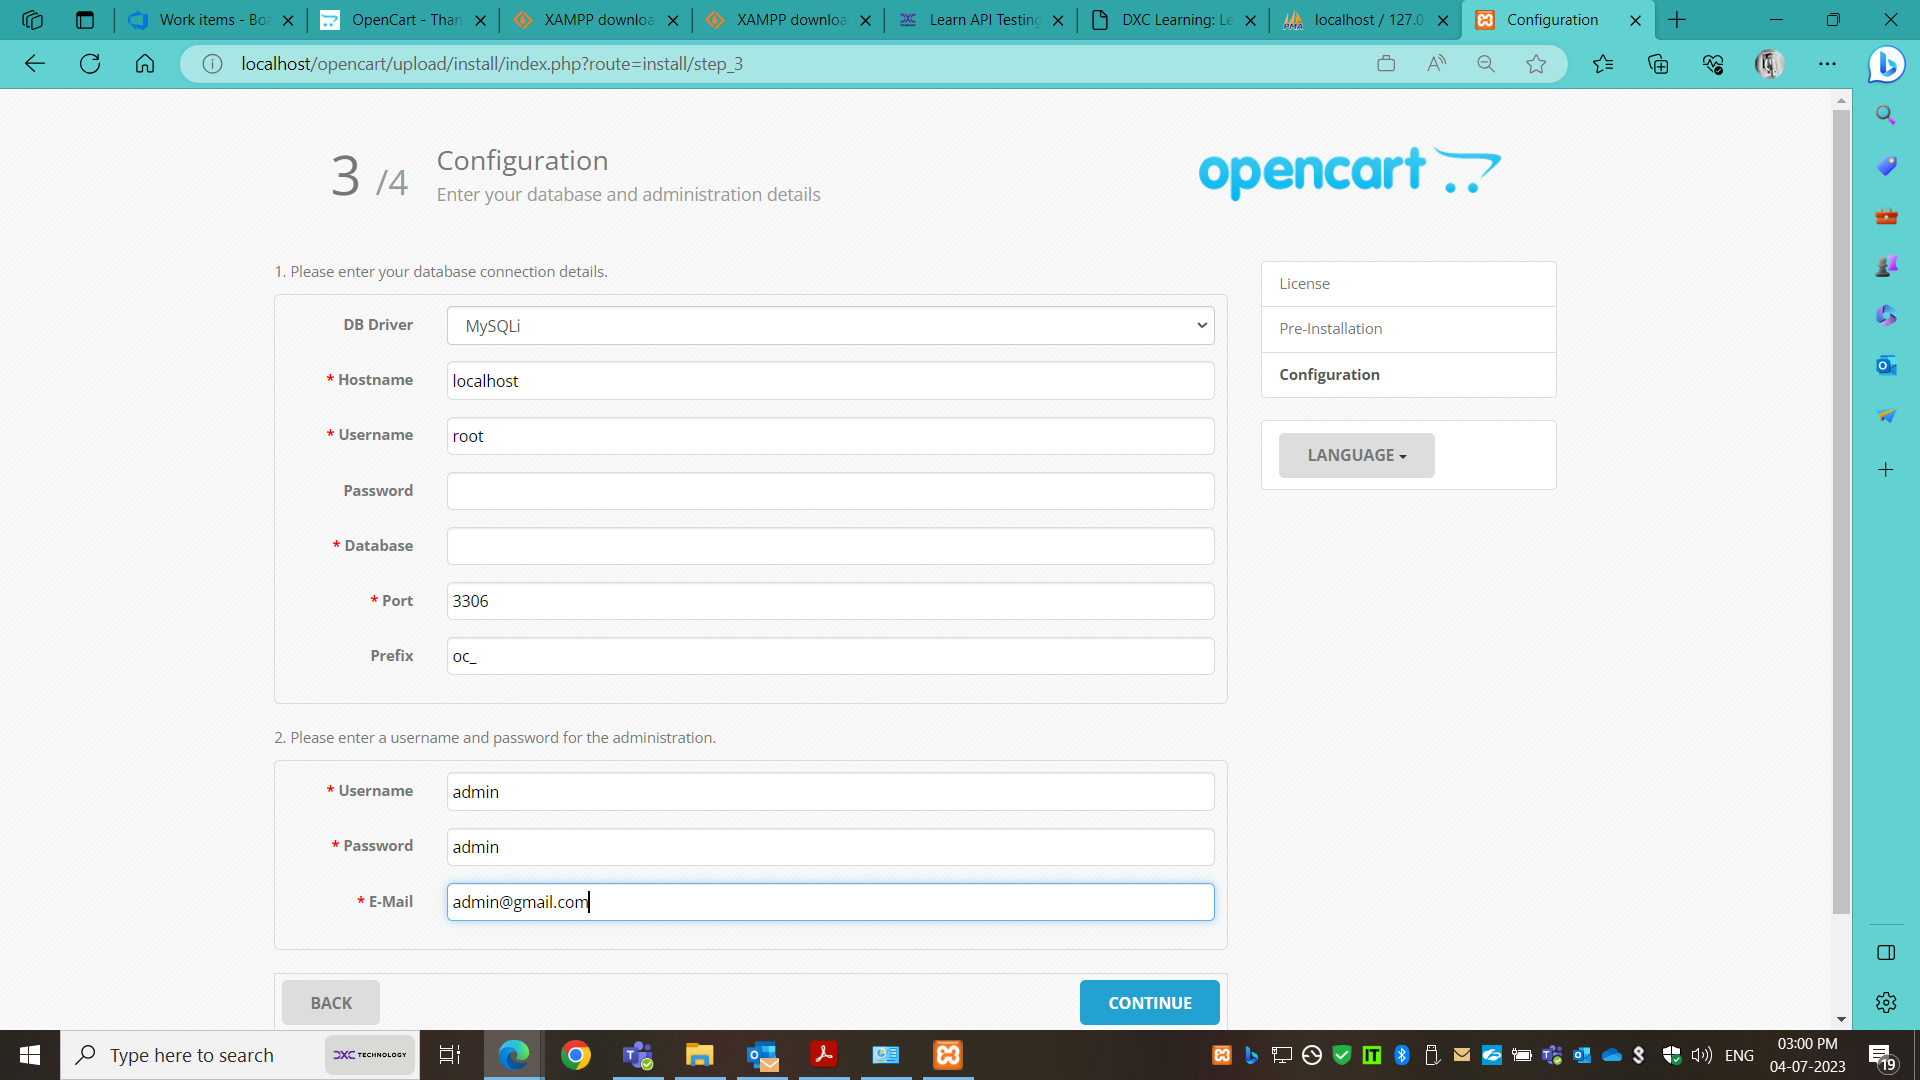 Work items - Boa
OpenCart - Than
XAMPP downloa
XAMPP downloa
Learn API Testing
DXC Learning: Le
localhost / 127.0
Configuration
localhost/opencart/upload/install/index.php?route=install/step_3
3 /4
Configuration
Enter your database and administration details
opencart
1. Please enter your database connection details.
DB Driver
MySQLi
* Hostname
localhost
* Username
root
Password
* Database
* Port
3306
Prefix
oc_
License
Pre-Installation
Configuration
LANGUAGE
2. Please enter a username and password for the administration.
* Username
admin
* Password
admin
* E-Mail
admin@gmail.com
BACK
CONTINUE
Type here to search
DXC TECHNOLOGY
ENG
03:00 PM
04-07-2023
19